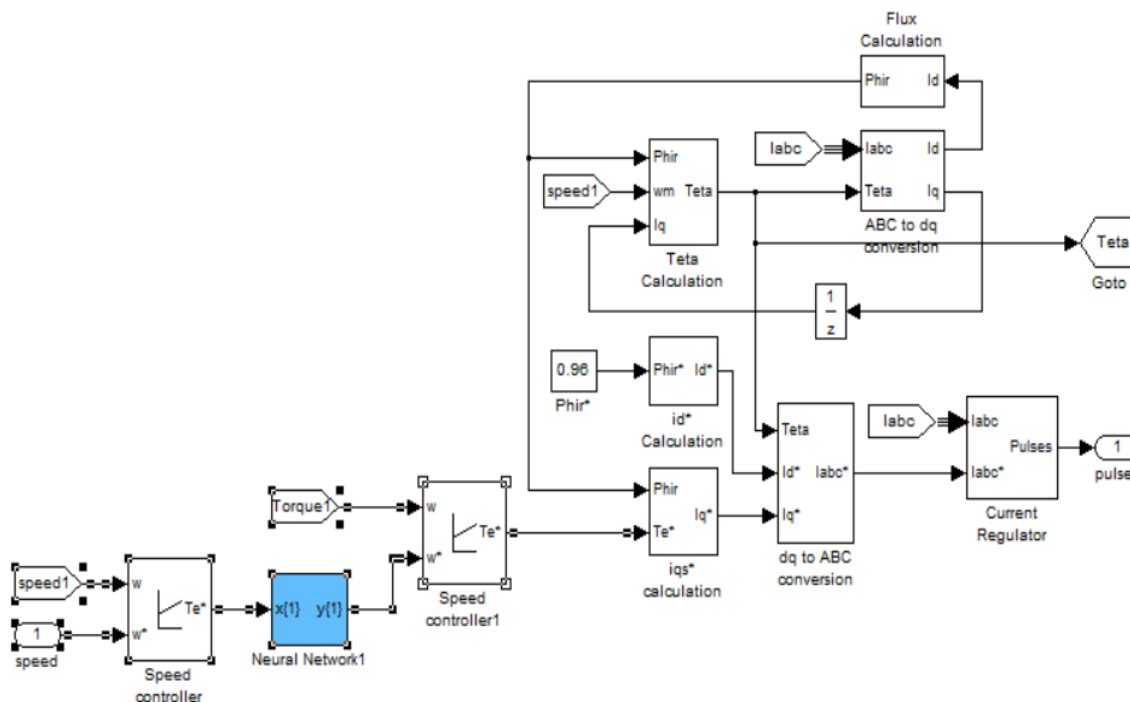 Flux
Calculation
Phir Id
Iabc
Iabc Id
Teta Iq
ABC to dq
conversion
Phir
wm Teta
Iq
speed1
Teta
Calculation
Teta
Goto
1
z
0.96
Phir*
Phir* Id*
id*
Calculation
Teta
Id* Iabc*
Iq*
dq to ABC
conversion
Iabc
Iabc
Pulses
Iabc*
Current
Regulator
1
pulse
Phir
Iq*
Te*
iqs*
calculation
Torque1
w
Te*
w*
Speed
controller1
speed1
1
speed
w
Te*
w*
Speed
controller
x{1} y{1}
Neural Network1